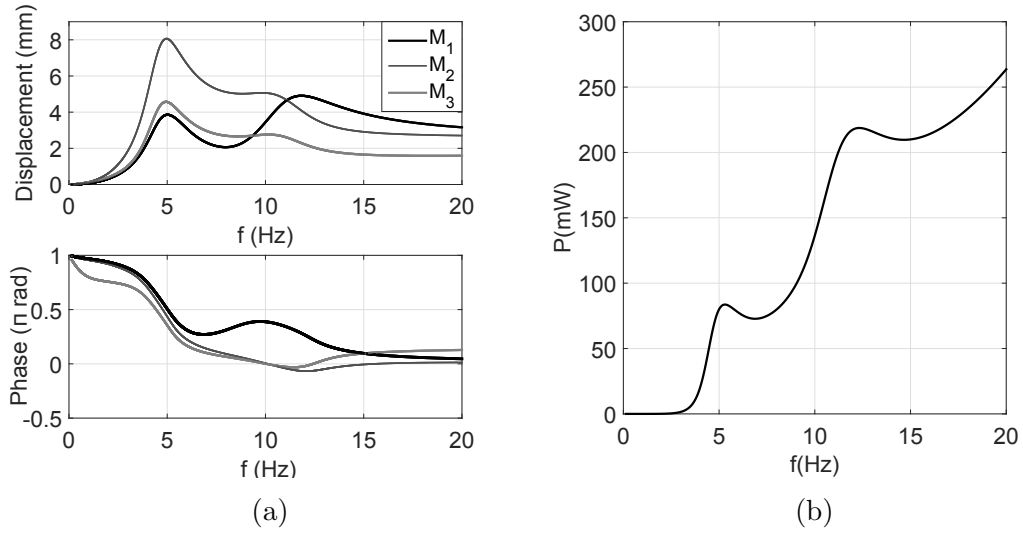 Displacement (mm)
8
6
4
2
0
0 5 10 15 20
f (Hz)
M1
M2
M3
Phase (π rad)
1
0.5
0
-0.5
0 5 10 15 20
f (Hz)
(a)
P(mW)
300
250
200
150
100
50
0
0 5 10 15 20
f(Hz)
(b)